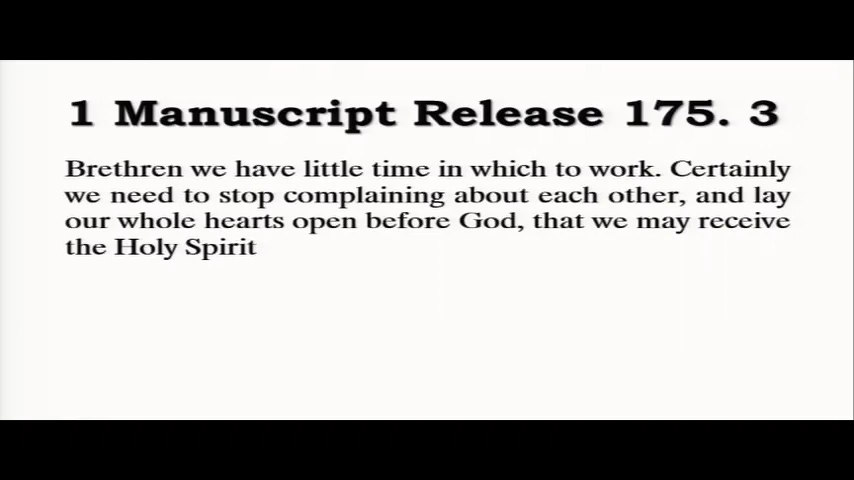 1 Manuscript Release 175. 3
Brethren we have little time in which to work. Certainly
we need to stop complaining about each other, and lay
our whole hearts open before God, that we may receive
the Holy Spirit